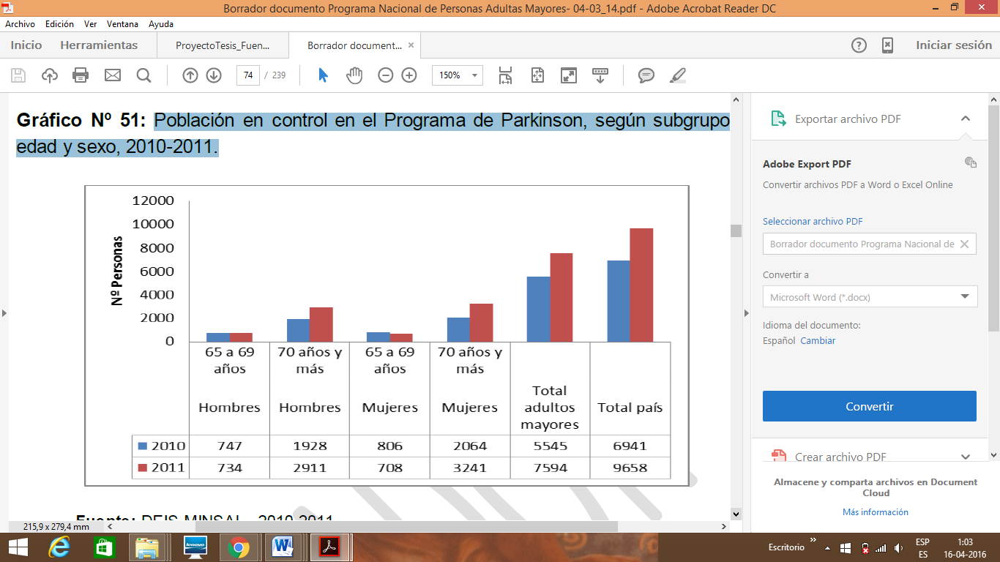 Borrador documento Programa Nacional de Personas Adultas Mayores- 04-03_14.pdf - Adobe Acrobat Reader DC
Archivo Edición Ver Ventana Ayuda
Inicio Herramientas ProyectoTesis_Fuen... Borrador document... × Iniciar sesión
74 / 239 150%
Gráfico Nº 51: Población en control en el Programa de Parkinson, según subgrupo
edad y sexo, 2010-2011.
Nº Personas
12000
10000
8000
6000
4000
2000
0
65 a 69 años Hombres
70 años y más Hombres
65 a 69 años Mujeres
70 años y más Mujeres
Total adultos mayores
Total país
2010 747 1928 806 2064 5545 6941
2011 734 2911 708 3241 7594 9658
Fuente: DEIS MINSAL 2010-2011
215,9 x 279,4 mm
Exportar archivo PDF
Adobe Export PDF
Convertir archivos PDF a Word o Excel Online
Seleccionar archivo PDF
Borrador documento Programa Nacional de
Convertir a
Microsoft Word (*.docx)
Idioma del documento:
Español Cambiar
Convertir
Crear archivo PDF
Almacene y comparta archivos en Document
Cloud
Más información
lenovo
Escritorio
ESP
ES
1:03
16-04-2016